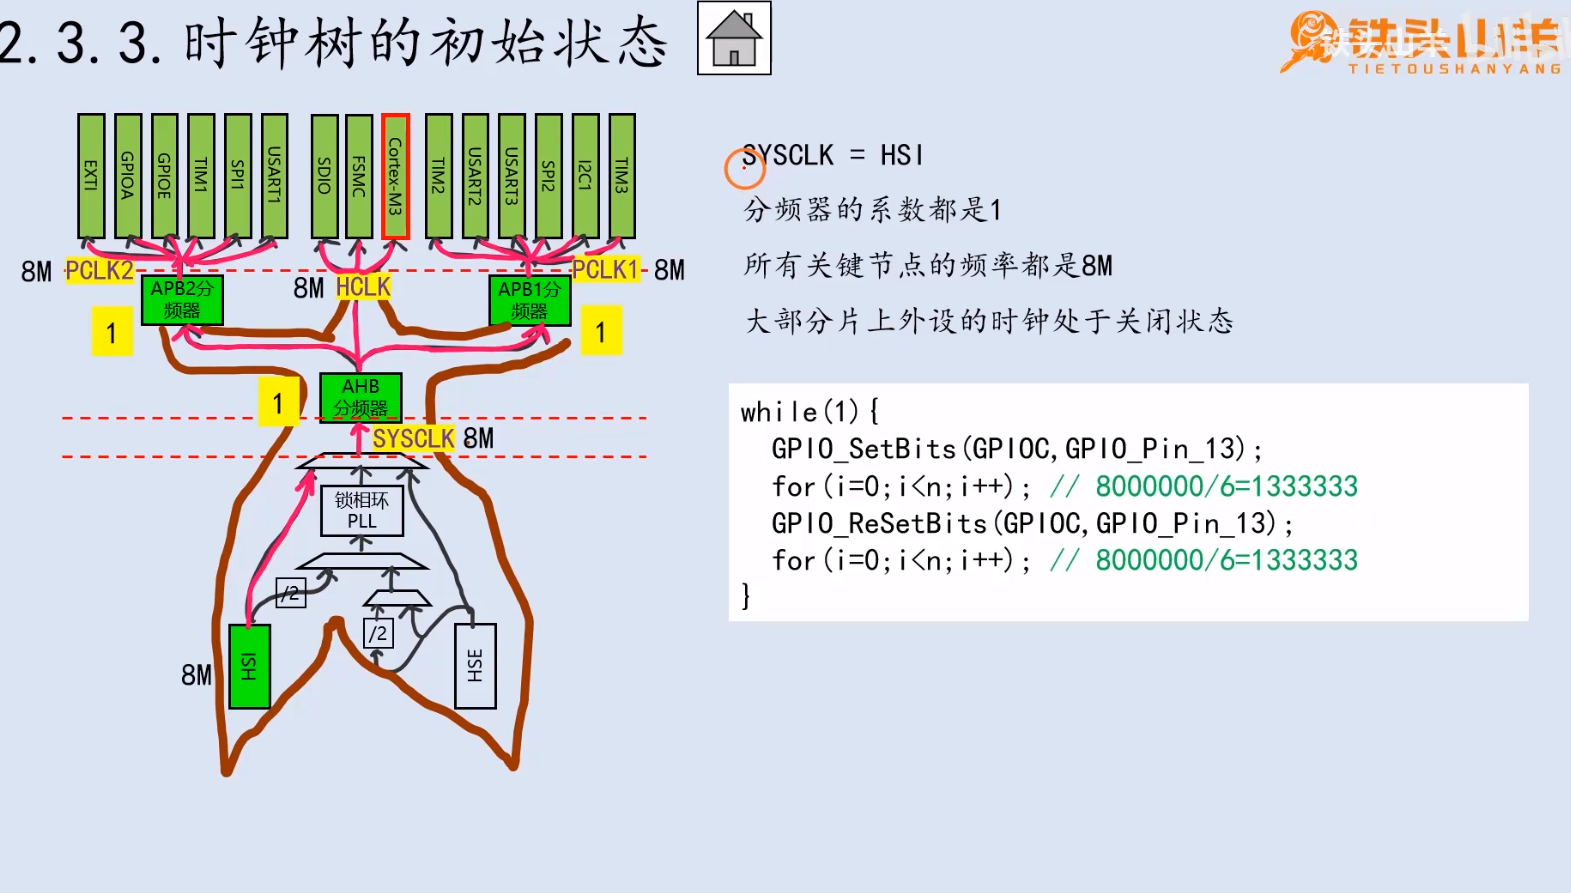 2.3.3.时钟树的初始状态
铁头山羊
TIETOUSHANYANG
EXTI
GPIOA
GPIOE
TIM1
SPI1
USART1
SDIO
FSMC
Cortex-M3
TIM2
USART2
USART3
SPI2
I2C1
TIM3
8M PCLK2
8M HCLK
PCLK1 8M
APB2分
频器
APB1分
频器
1
1
1
AHB
分频器
SYSCLK 8M
锁相环
PLL
/2
/2
8M
HSI
HSE
SYSCLK = HSI
分频器的系数都是1
所有关键节点的频率都是8M
大部分片上外设的时钟处于关闭状态
while(1){
GPIO_SetBits(GPIOC,GPIO_Pin_13);
for(i=0;i<n;i++); // 8000000/6=1333333
GPIO_ReSetBits(GPIOC,GPIO_Pin_13);
for(i=0;i<n;i++); // 8000000/6=1333333
}